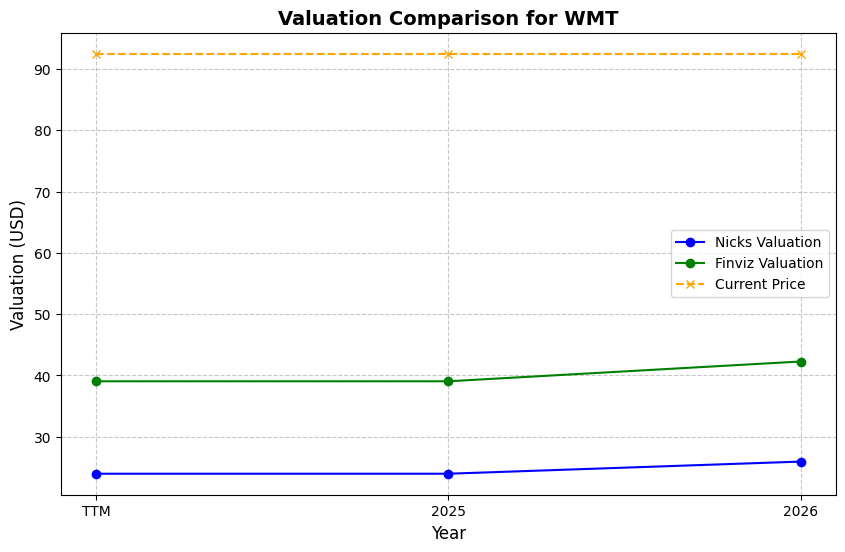 Valuation Comparison for WMT
Valuation (USD)
90
80
70
60
50
40
30
Nicks Valuation
Finviz Valuation
Current Price
TTM
2025
2026
Year